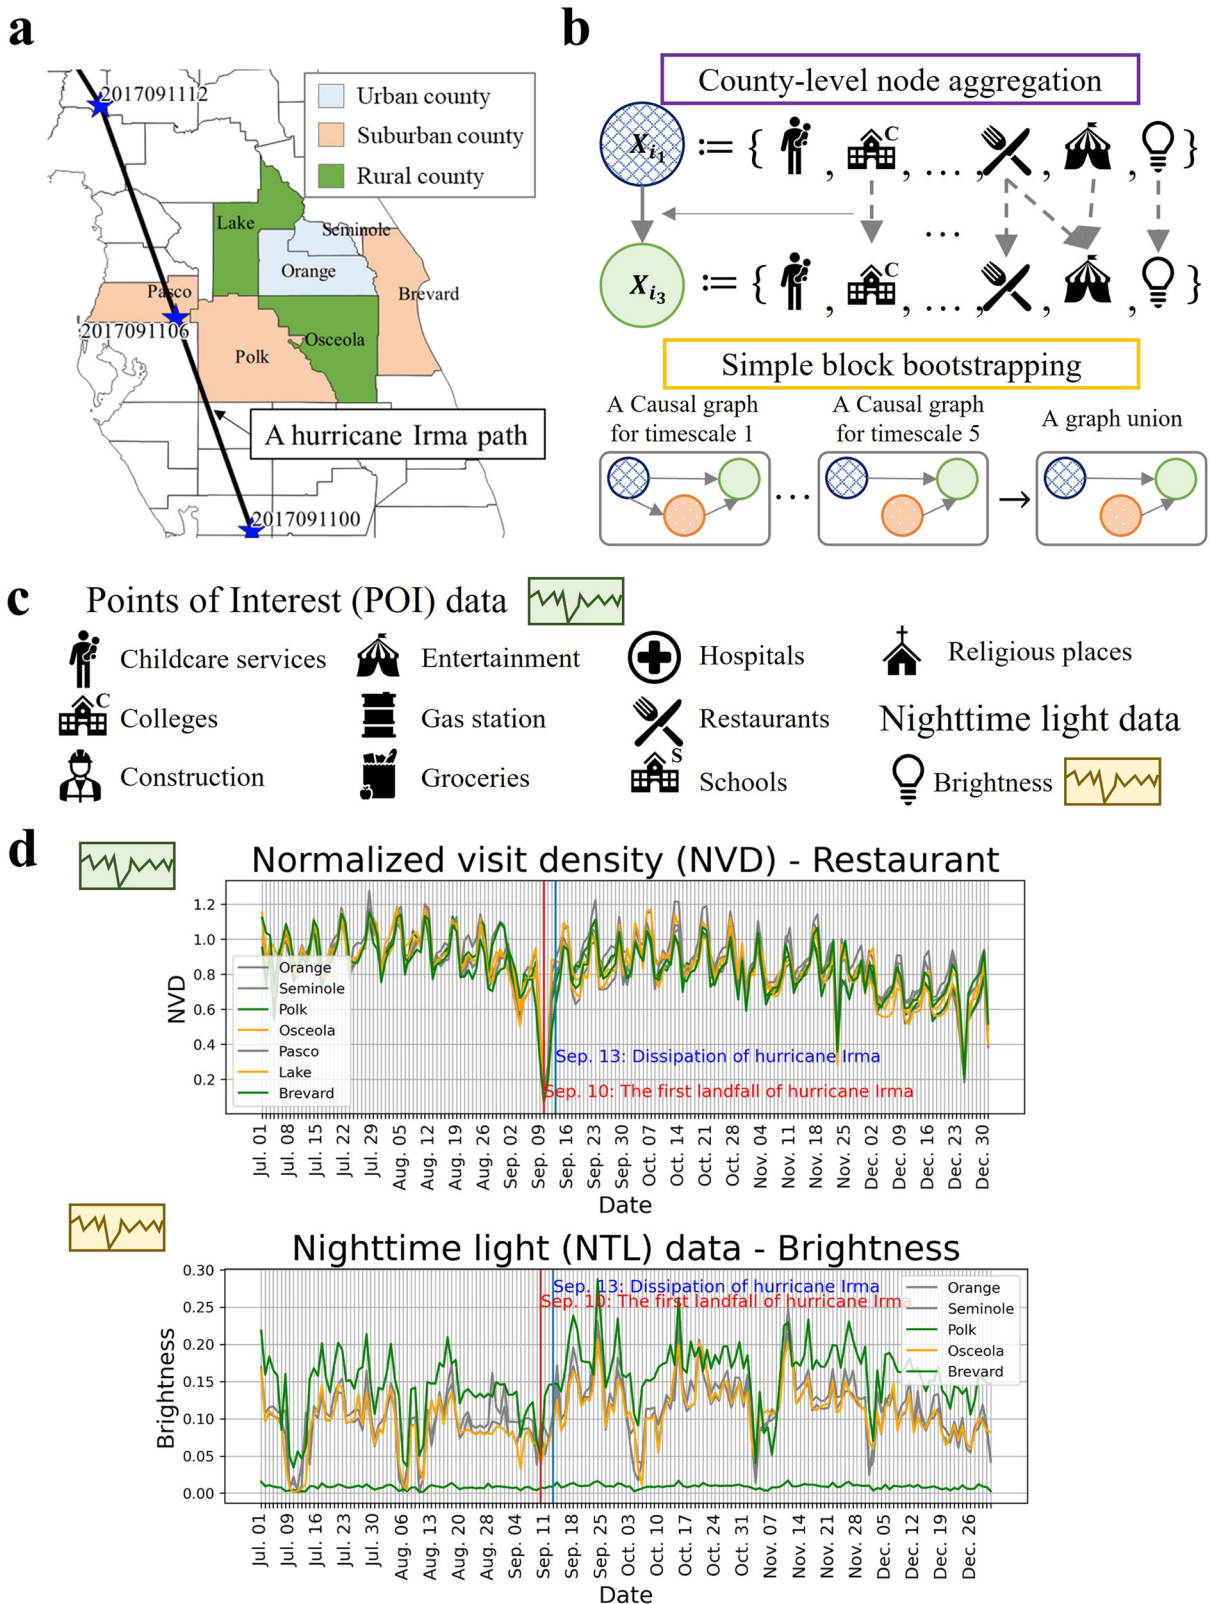 a
2017091112
Urban county
Suburban county
Rural county
Lake
Seminole
Orange
Pasco
Brevard
2017091106
Osceola
Polk
A hurricane Irma path
2017091100
b
County-level node aggregation
X_{i_1} := { , C , ... , , , }
...
X_{i_3} := { , C , ... , , , }
Simple block bootstrapping
A Causal graph
for timescale 1
A Causal graph
for timescale 5
A graph union
...
c
Points of Interest (POI) data
Childcare services
Entertainment
Hospitals
Religious places
C
Colleges
Gas station
Restaurants
Nighttime light data
Construction
Groceries
S
Schools
Brightness
d
Normalized visit density (NVD) - Restaurant
NVD
1.2
1.0
0.8
0.6
0.4
0.2
Orange
Seminole
Polk
Osceola
Pasco
Lake
Brevard
Sep. 13: Dissipation of hurricane Irma
Sep. 10: The first landfall of hurricane Irma
Jul. 01
Jul. 08
Jul. 15
Jul. 22
Jul. 29
Aug. 05
Aug. 12
Aug. 19
Aug. 26
Sep. 02
Sep. 09
Sep. 16
Sep. 23
Sep. 30
Oct. 07
Oct. 14
Oct. 21
Oct. 28
Nov. 04
Nov. 11
Nov. 18
Nov. 25
Dec. 02
Dec. 09
Dec. 16
Dec. 23
Dec. 30
Date
Nighttime light (NTL) data - Brightness
Brightness
0.30
0.25
0.20
0.15
0.10
0.05
0.00
Sep. 13: Dissipation of hurricane Irma
Sep. 10: The first landfall of hurricane Irma
Orange
Seminole
Polk
Osceola
Brevard
Jul. 01
Jul. 09
Jul. 16
Jul. 23
Jul. 30
Aug. 06
Aug. 13
Aug. 20
Aug. 28
Sep. 04
Sep. 11
Sep. 18
Sep. 25
Oct. 03
Oct. 10
Oct. 17
Oct. 24
Oct. 31
Nov. 07
Nov. 14
Nov. 21
Nov. 28
Dec. 05
Dec. 12
Dec. 19
Dec. 26
Date